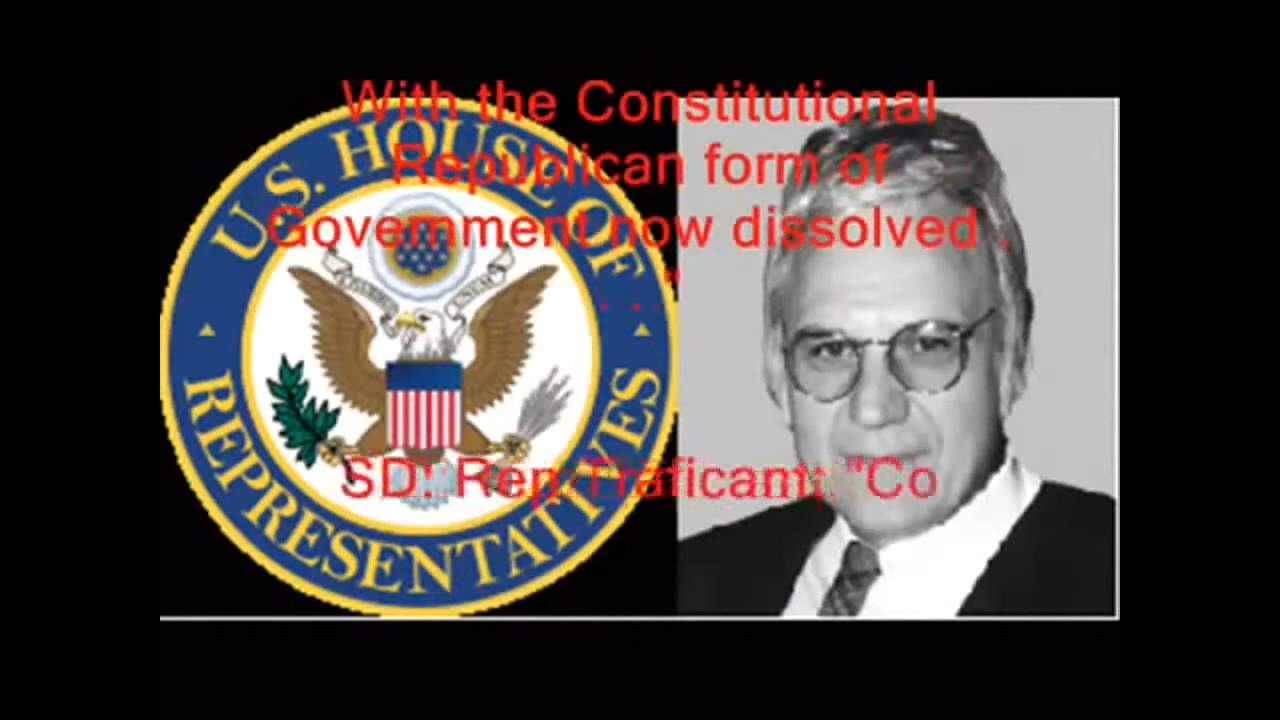 With the Constitutional
Republican form of
Government now dissolved .
. . ."
U.S. HOUSE OF
REPRESENTATIVES
SD: Rep. Traficant: "Co